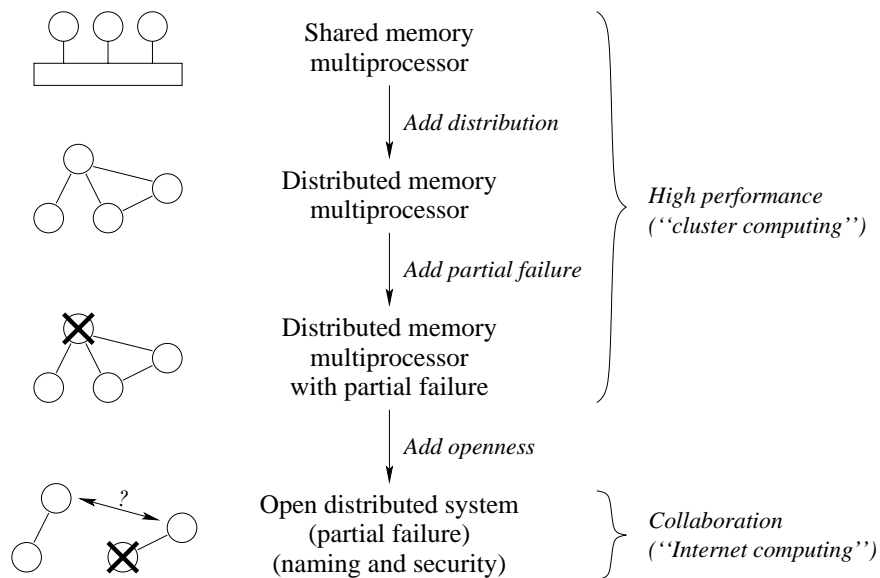 Shared memory
multiprocessor
Add distribution
Distributed memory
multiprocessor
High performance
(‘‘cluster computing’’)
Add partial failure
Distributed memory
multiprocessor
with partial failure
Add openness
?
Open distributed system
(partial failure)
(naming and security)
Collaboration
(‘‘Internet computing’’)